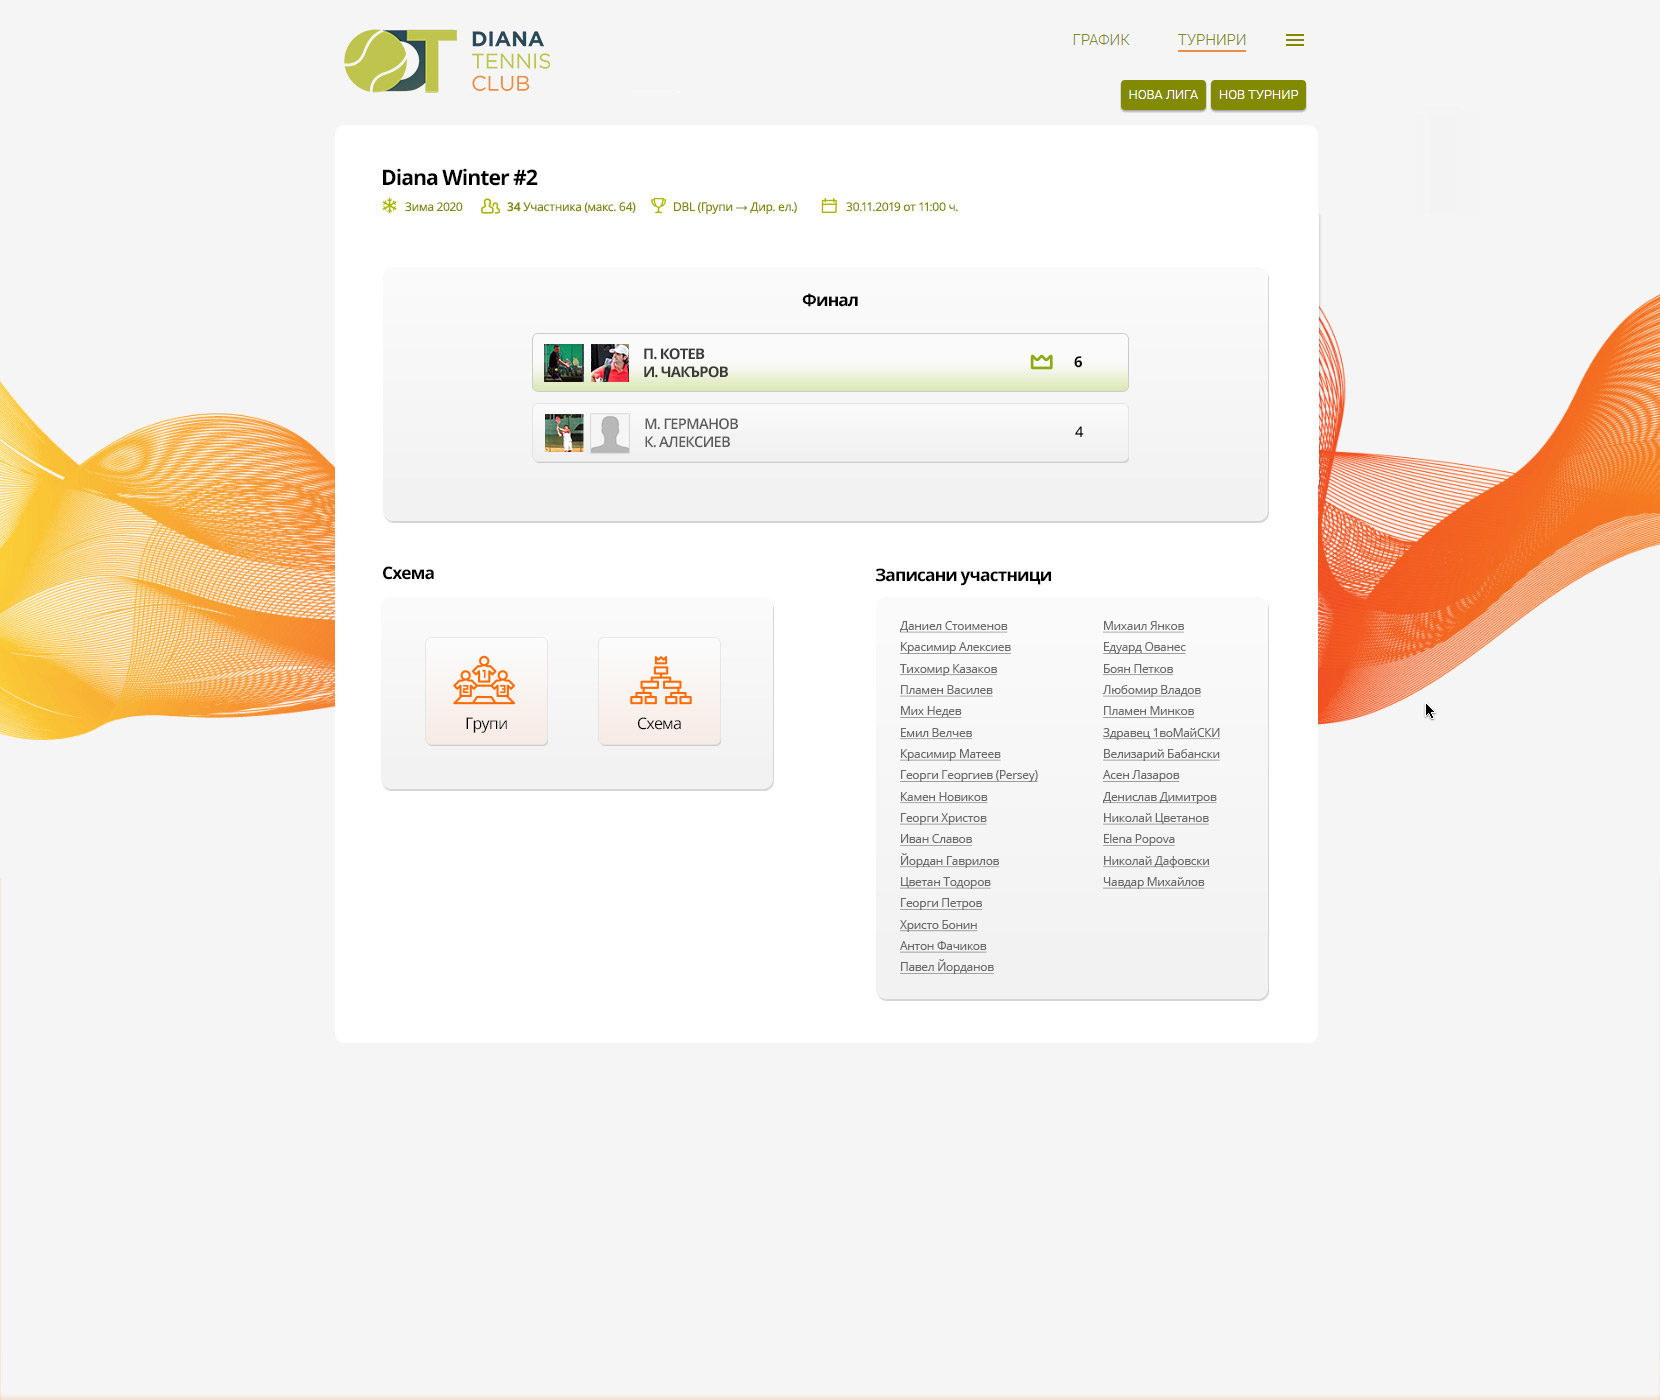 DIANA
TENNIS
CLUB
ГРАФИК
ТУРНИРИ
НОВА ЛИГА
НОВ ТУРНИР
Diana Winter #2
Зима 2020
34 Участника (макс. 64)
DBL (Групи → Дир. ел.)
30.11.2019 от 11:00 ч.
Финал
П. КОТЕВ
И. ЧАКЪРОВ
6
М. ГЕРМАНОВ
К. АЛЕКСИЕВ
4
Схема
1
2
3
Групи
Схема
Записани участници
Даниел Стоименов
Красимир Алексиев
Тихомир Казаков
Пламен Василев
Мих Недев
Емил Велчев
Красимир Матеев
Георги Георгиев (Persey)
Камен Новиков
Георги Христов
Иван Славов
Йордан Гаврилов
Цветан Тодоров
Георги Петров
Христо Бонин
Антон Фачиков
Павел Йорданов
Михаил Янков
Едуард Ованес
Боян Петков
Любомир Владов
Пламен Минков
Здравец 1воМайСКИ
Велизарий Бабански
Асен Лазаров
Денислав Димитров
Николай Цветанов
Elena Popova
Николай Дафовски
Чавдар Михайлов